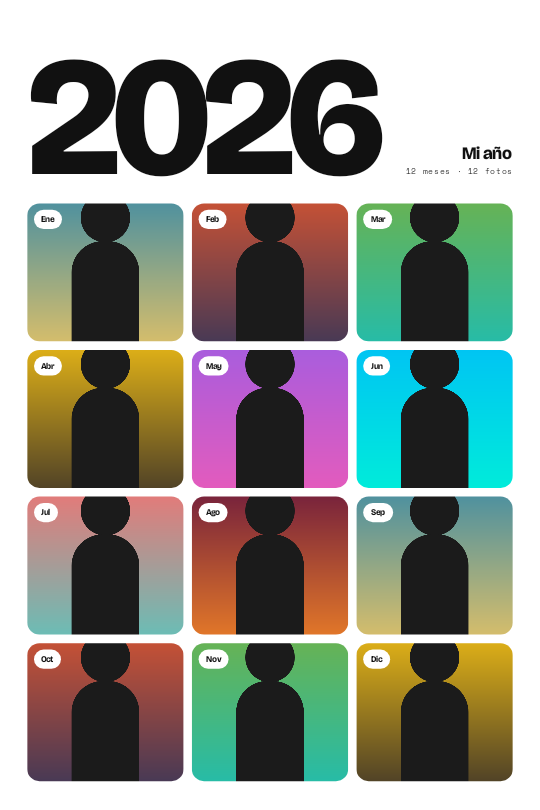 2026
Mi año
12 meses · 12 fotos
Ene
Feb
Mar
Abr
May
Jun
Jul
Ago
Sep
Oct
Nov
Dic